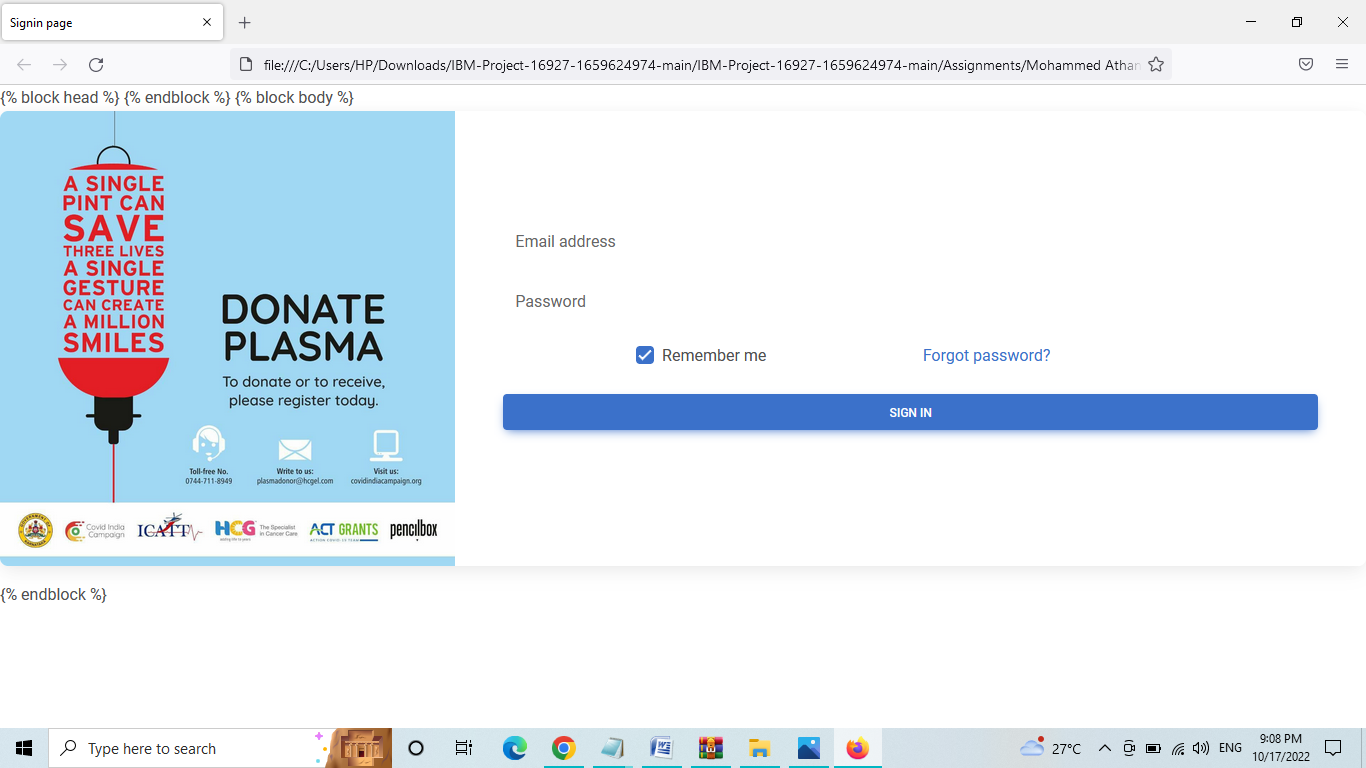 Signin page
file:///C:/Users/HP/Downloads/IBM-Project-16927-1659624974-main/IBM-Project-16927-1659624974-main/Assignments/Mohammed Athar
{% block head %} {% endblock %} {% block body %}
A SINGLE
PINT CAN
SAVE
THREE LIVES
A SINGLE
GESTURE
CAN CREATE
A MILLION
SMILES
DONATE
PLASMA
To donate or to receive,
please register today.
Toll-free No.
0744-711-8949
Write to us:
plasmadonor@hcgel.com
Visit us:
covidindiacampaign.org
Covid India
Campaign
ICATT
HCG
The Specialist
in Cancer Care
ACT GRANTS
pencilbox
Email address
Password
Remember me
Forgot password?
SIGN IN
{% endblock %}
Type here to search
27°C
ENG
9:08 PM
10/17/2022